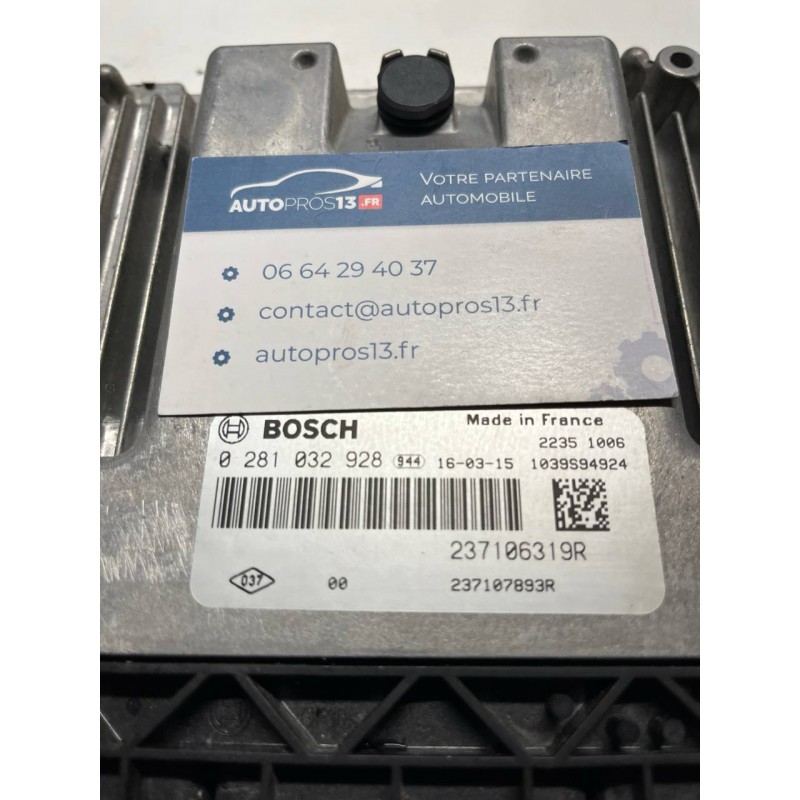 AUTOPROS13.FR
VOTRE PARTENAIRE
AUTOMOBILE
06 64 29 40 37
contact@autopros13.fr
autopros13.fr
BOSCH
Made in France
2235 1006
0 281 032 928 944 16-03-15 1039S94924
237106319R
037 00 237107893R